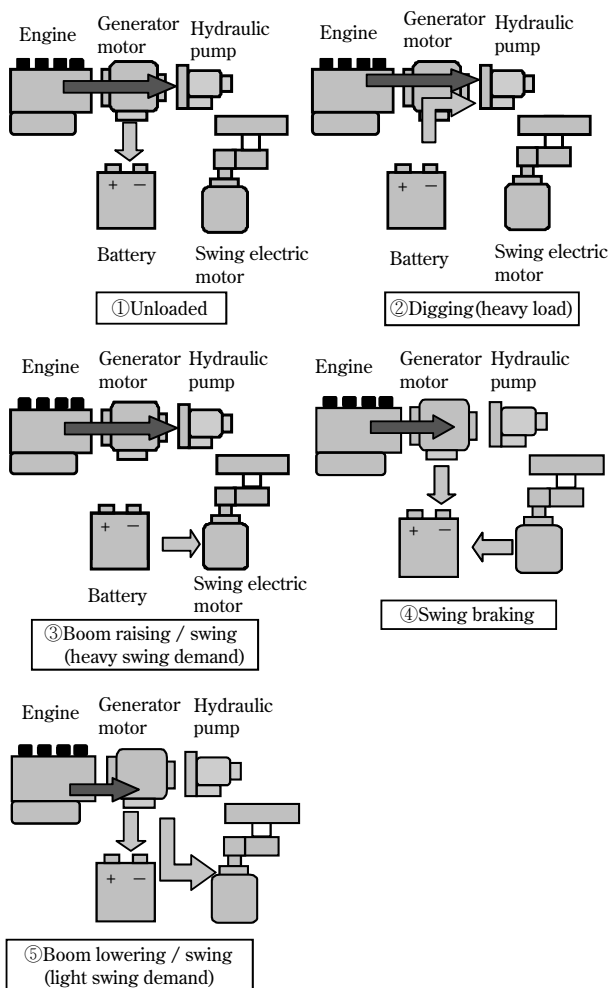 Engine
Generator
motor
Hydraulic
pump
+ −
Battery
Swing electric
motor
①Unloaded
Engine
Generator
motor
Hydraulic
pump
+ −
Battery
Swing electric
motor
②Digging(heavy load)
Engine
Generator
motor
Hydraulic
pump
+ −
Battery
Swing electric
motor
③Boom raising / swing
(heavy swing demand)
Engine
Generator
motor
Hydraulic
pump
+ −
④Swing braking
Engine
Generator
motor
Hydraulic
pump
+ −
⑤Boom lowering / swing
(light swing demand)